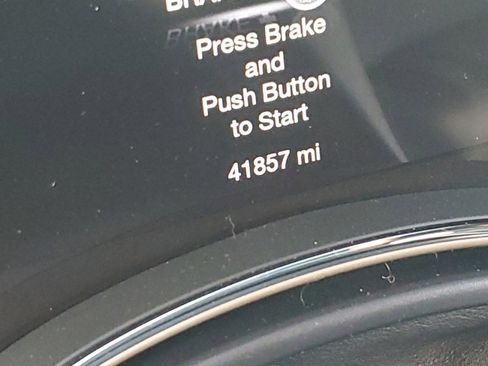 Press Brake
and
Push Button
to Start
41857 mi